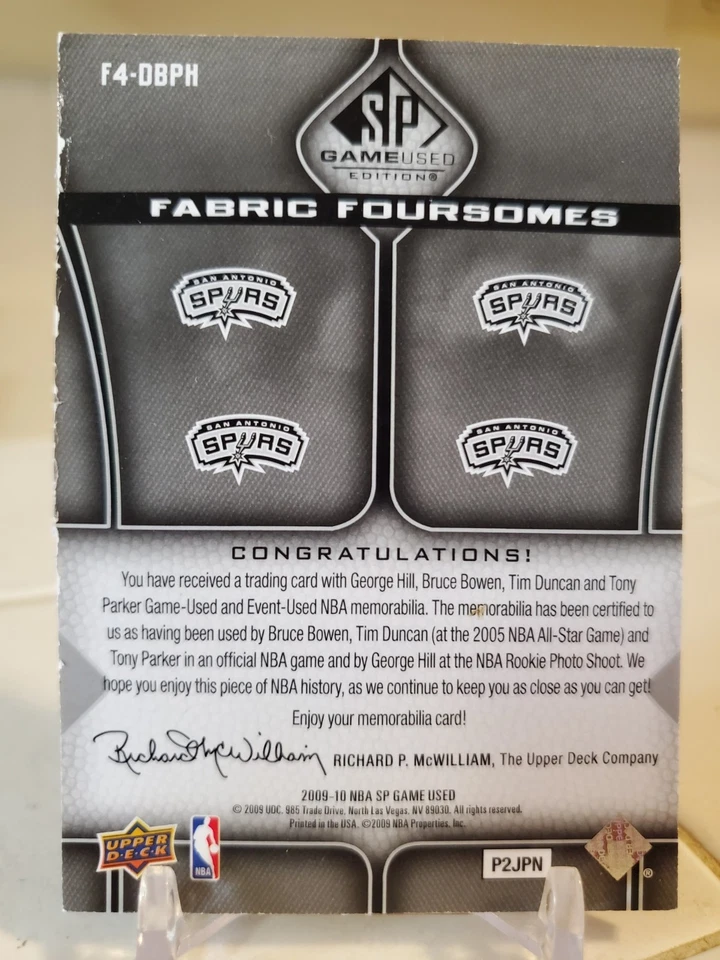 F4-DBPH
SP
GAMEUSED
EDITION®
FABRIC FOURSOMES
SAN ANTONIO
SPURS
SAN ANTONIO
SPURS
SAN ANTONIO
SPURS
SAN ANTONIO
SPURS
CONGRATULATIONS!
You have received a trading card with George Hill, Bruce Bowen, Tim Duncan and Tony
Parker Game-Used and Event-Used NBA memorabilia. The memorabilia has been certified to
us as having been used by Bruce Bowen, Tim Duncan (at the 2005 NBA All-Star Game) and
Tony Parker in an official NBA game and by George Hill at the NBA Rookie Photo Shoot. We
hope you enjoy this piece of NBA history, as we continue to keep you as close as you can get!
Enjoy your memorabilia card!
Richard McWilliam RICHARD P. McWILLIAM, The Upper Deck Company
2009-10 NBA SP GAME USED
© 2009 UDC. 985 Trade Drive, North Las Vegas, NV 89030. All rights reserved.
Printed in the USA. ©2009 NBA Properties, Inc.
UPPER
DECK
NBA
P2JPN
®